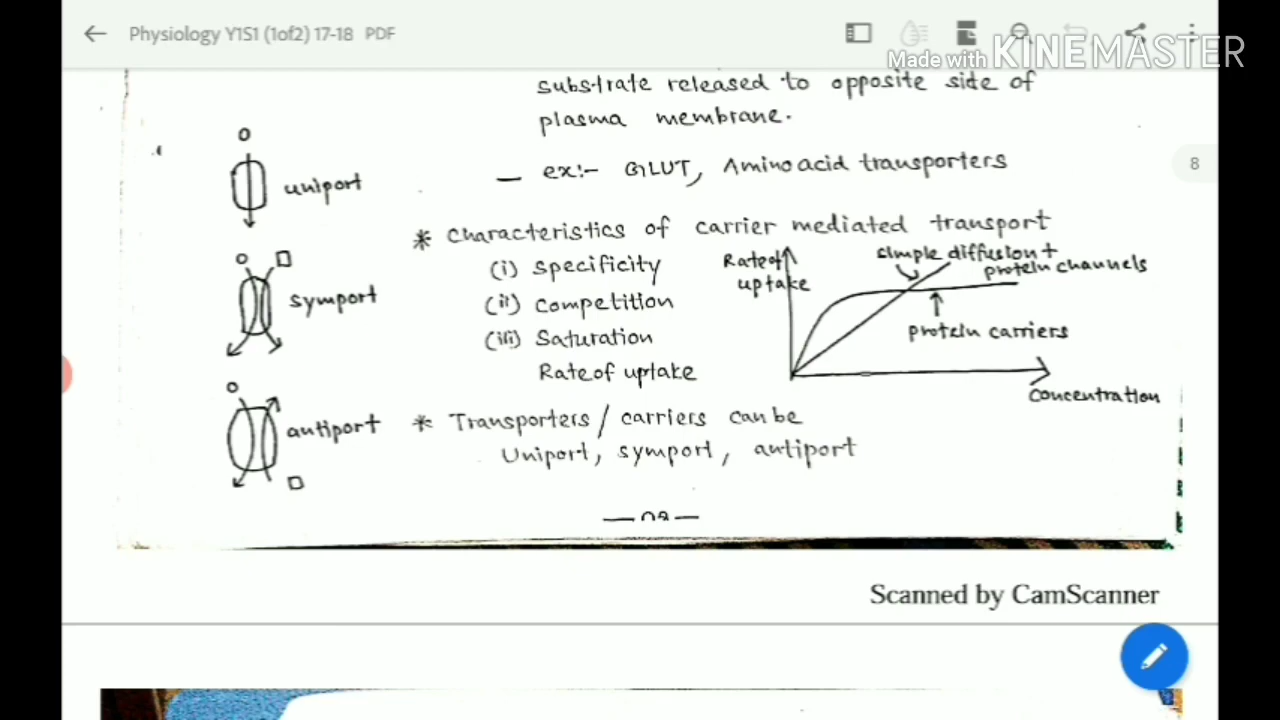 Physiology Y1S1 (1of2) 17-18 PDF
Made with KINEMASTER
substrate released to opposite side of
plasma membrane.
8
– ex:- GLUT, Aminoacid transporters
uniport
* characteristics of carrier mediated transport
(i) specificity
(ii) competition
(iii) saturation
Rate of uptake
symport
Rate of
uptake
simple diffusion +
protein channels
protein carriers
concentration
antiport
* Transporters / carriers can be
Uniport, symport, antiport
Scanned by CamScanner